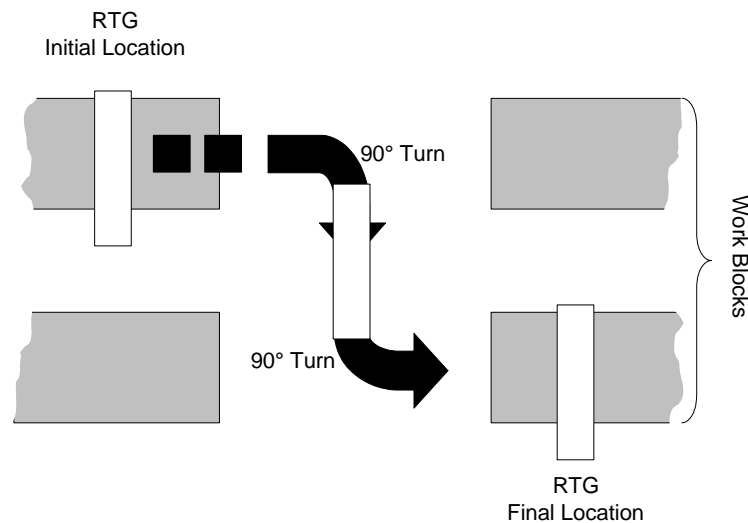 RTG
Initial Location
90° Turn
Work Blocks
90° Turn
RTG
Final Location